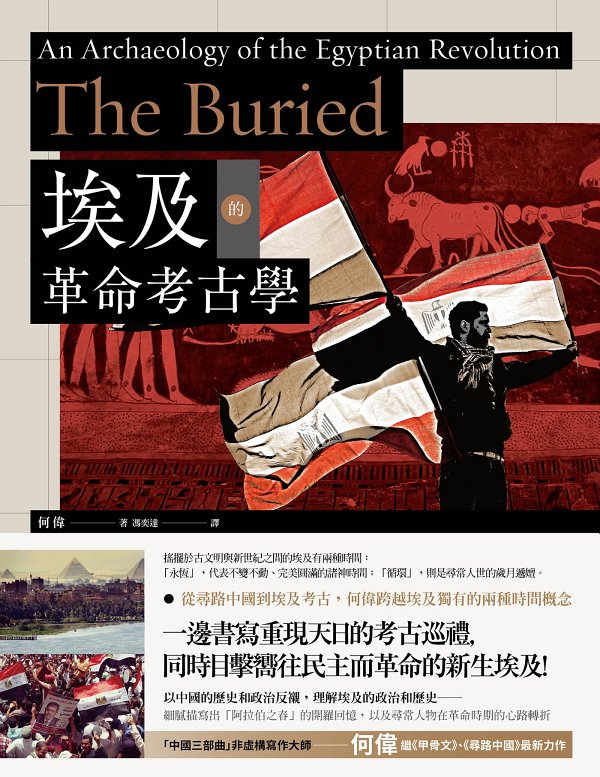 An Archaeology of the Egyptian Revolution
The Buried
埃及的
革命考古學
何偉 著 馮奕達 譯
搖擺於古文明與新世紀之間的埃及有兩種時間：
「永恆」，代表不變不動、完美圓滿的諸神時間；「循環」，則是尋常人世的歲月遞嬗。
● 從尋路中國到埃及考古，何偉跨越埃及獨有的兩種時間概念
一邊書寫重現天日的考古巡禮，
同時目擊嚮往民主而革命的新生埃及！
以中國的歷史和政治反襯，理解埃及的政治和歷史——
細膩描寫出「阿拉伯之春」的開羅回憶，以及尋常人物在革命時期的心路轉折
「中國三部曲」非虛構寫作大師——何偉 繼《甲骨文》、《尋路中國》最新力作